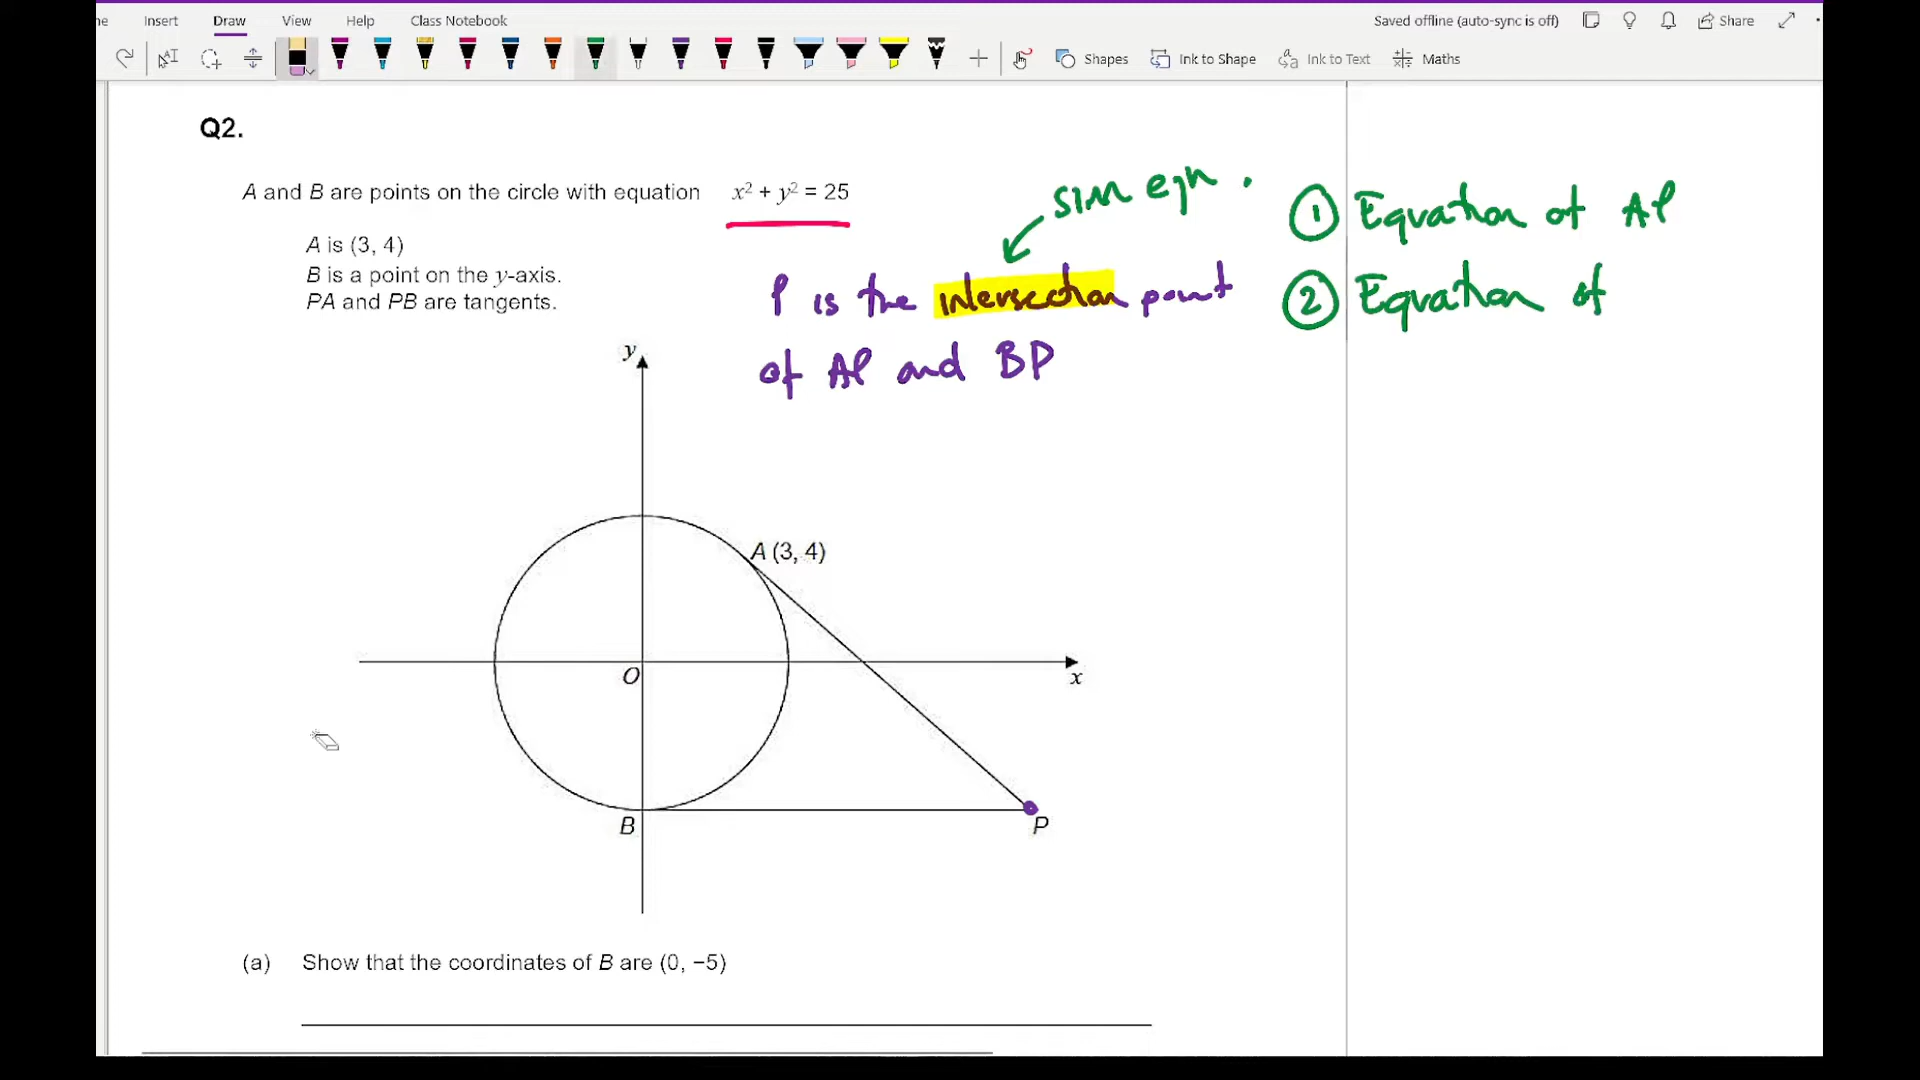 ne Insert Draw View Help Class Notebook Saved offline (auto-sync is off) Share
Shapes Ink to Shape Ink to Text Maths
Q2.
A and B are points on the circle with equation x² + y² = 25
A is (3, 4)
B is a point on the y-axis.
PA and PB are tangents.
sim eqn.
P is the intersection point
of AP and BP
① Equation of AP
② Equation of
y
A (3, 4)
O
x
B
P
(a) Show that the coordinates of B are (0, −5)